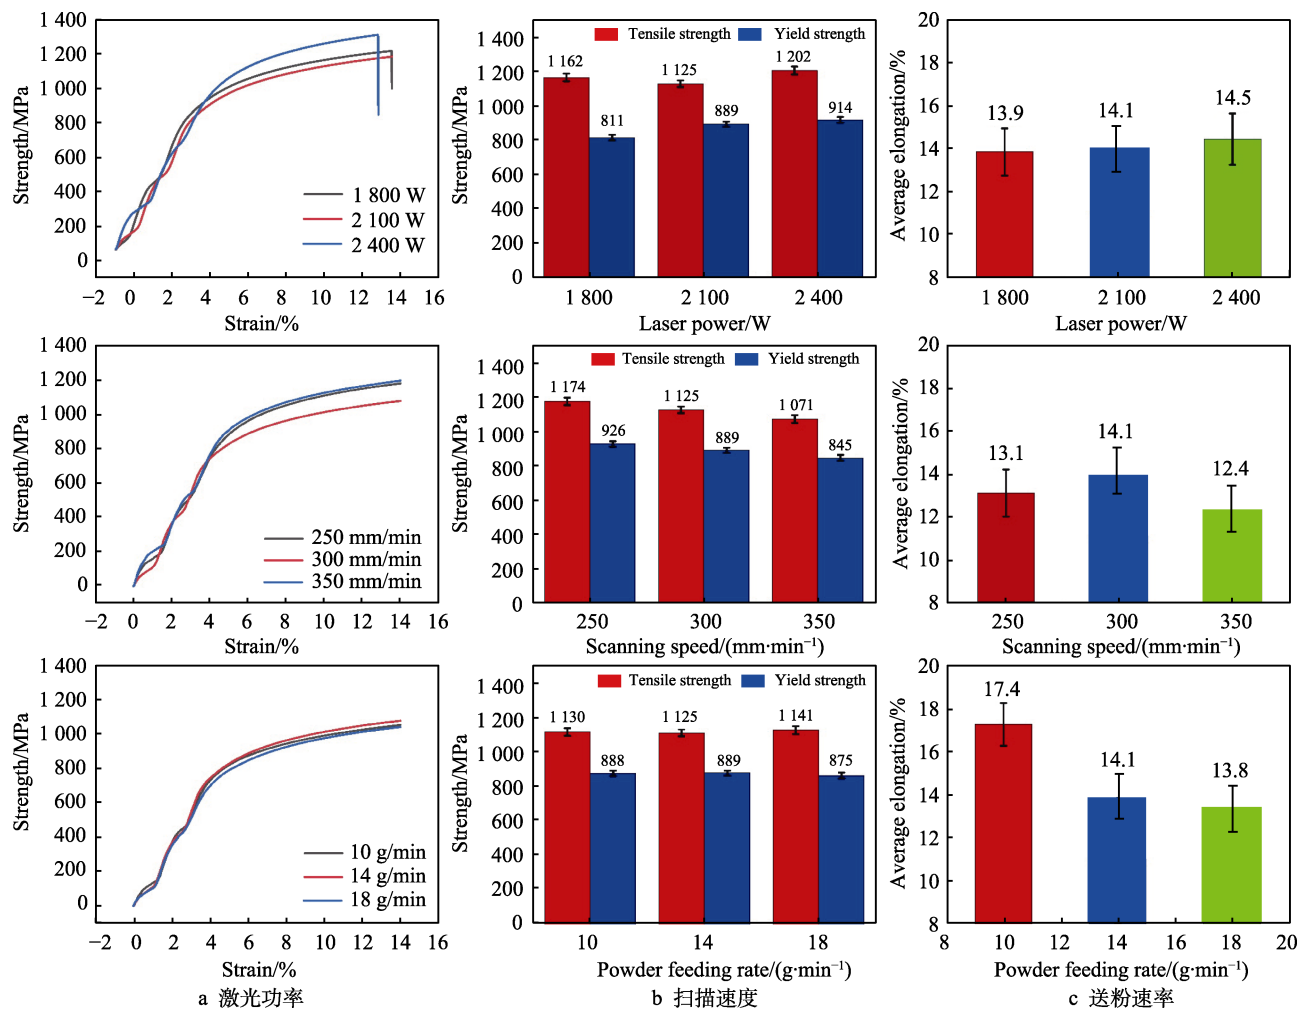 1 400
1 200
1 000
800
600
400
200
0
Strength/MPa
1 800 W
2 100 W
2 400 W
−2 0 2 4 6 8 10 12 14 16
Strain/%
1 400
1 200
1 000
800
600
400
200
0
Strength/MPa
Tensile strength Yield strength
1 162 811 1 125 889 1 202 914
1 800 2 100 2 400
Laser power/W
20
18
16
14
12
10
8
Average elongation/%
13.9 14.1 14.5
1 800 2 100 2 400
Laser power/W
1 400
1 200
1 000
800
600
400
200
0
Strength/MPa
250 mm/min
300 mm/min
350 mm/min
−2 0 2 4 6 8 10 12 14 16
Strain/%
1 400
1 200
1 000
800
600
400
200
0
Strength/MPa
Tensile strength Yield strength
1 174 926 1 125 889 1 071 845
250 300 350
Scanning speed/(mm·min⁻¹)
20
18
16
14
12
10
8
Average elongation/%
13.1 14.1 12.4
250 300 350
Scanning speed/(mm·min⁻¹)
1 400
1 200
1 000
800
600
400
200
0
Strength/MPa
10 g/min
14 g/min
18 g/min
−2 0 2 4 6 8 10 12 14 16
Strain/%
1 400
1 200
1 000
800
600
400
200
0
Strength/MPa
Tensile strength Yield strength
1 130 888 1 125 889 1 141 875
10 14 18
Powder feeding rate/(g·min⁻¹)
20
18
16
14
12
10
8
Average elongation/%
17.4 14.1 13.8
8 10 12 14 16 18 20
Powder feeding rate/(g·min⁻¹)
a 激光功率
b 扫描速度
c 送粉速率